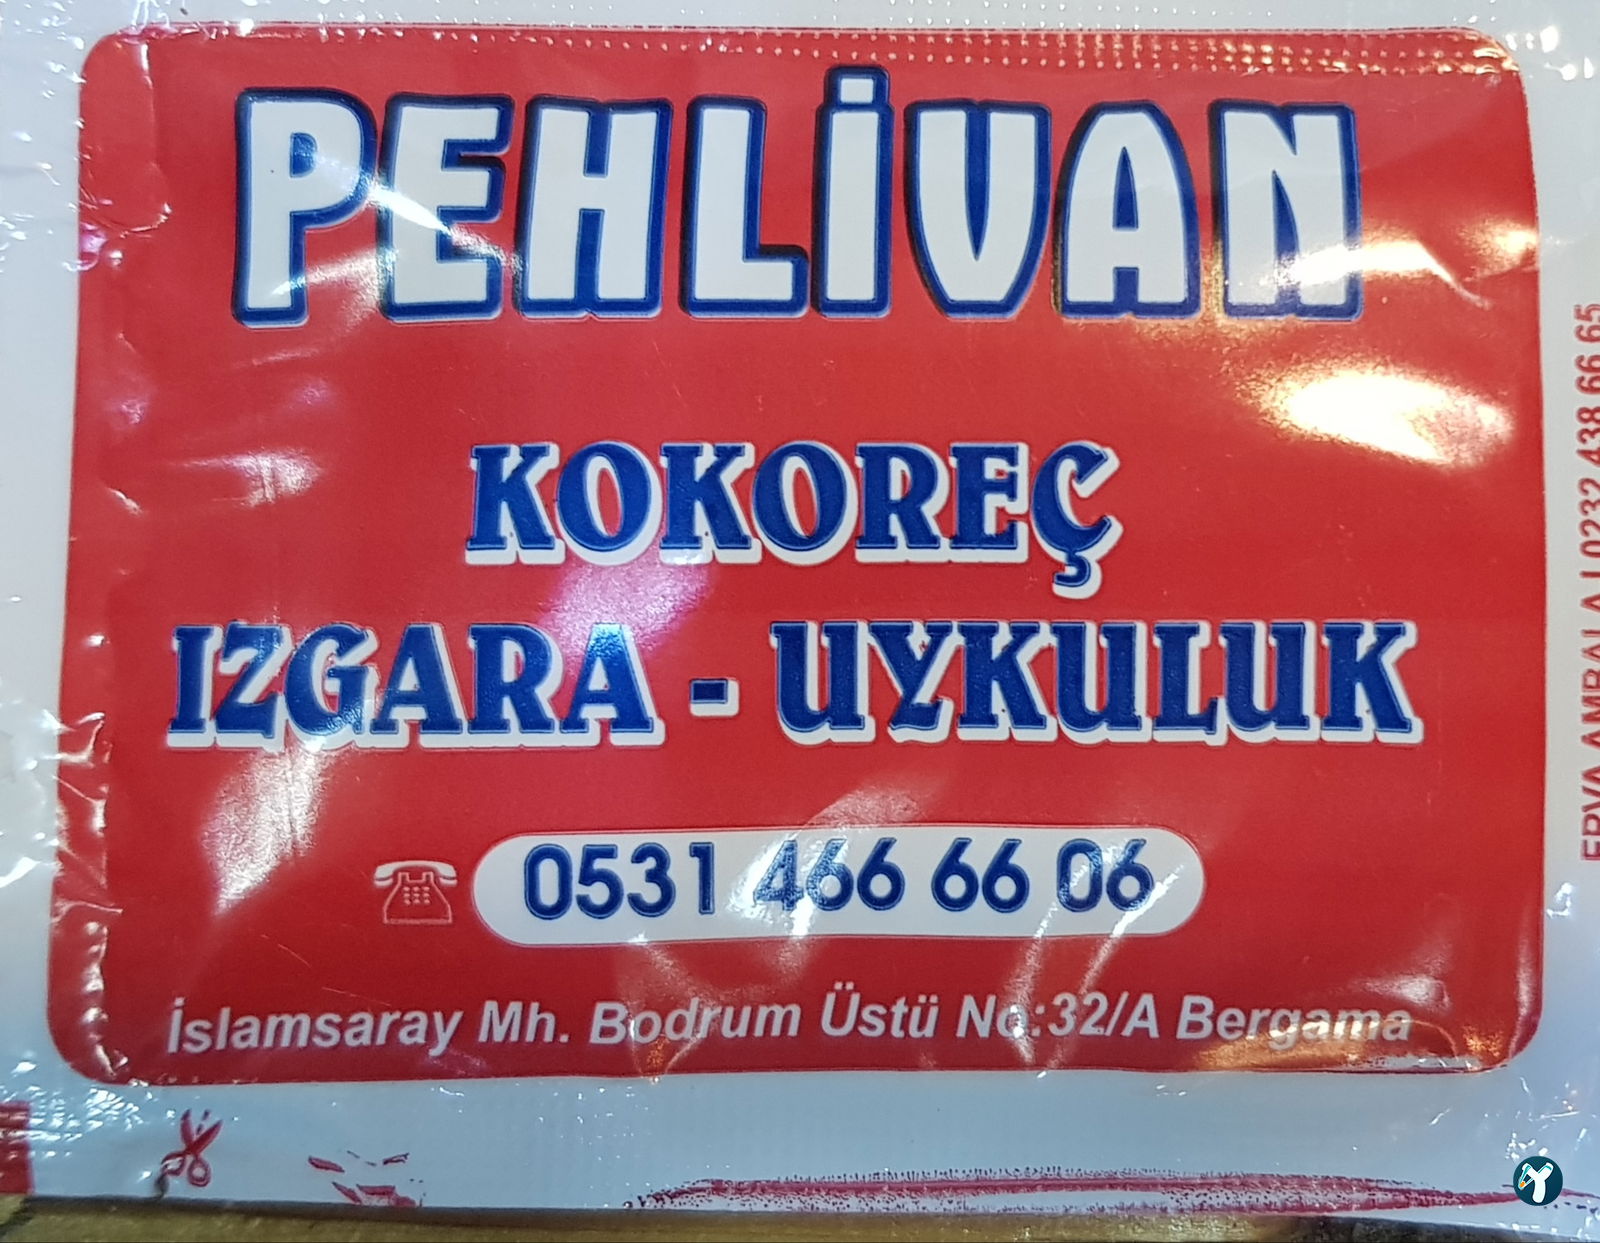 PEHLİVAN
KOKOREÇ
IZGARA - UYKULUK
0531 466 66 06
İslamsaray Mh. Bodrum Üstü No:32/A Bergama
ERVA AMBALAJ 0232 438 66 65